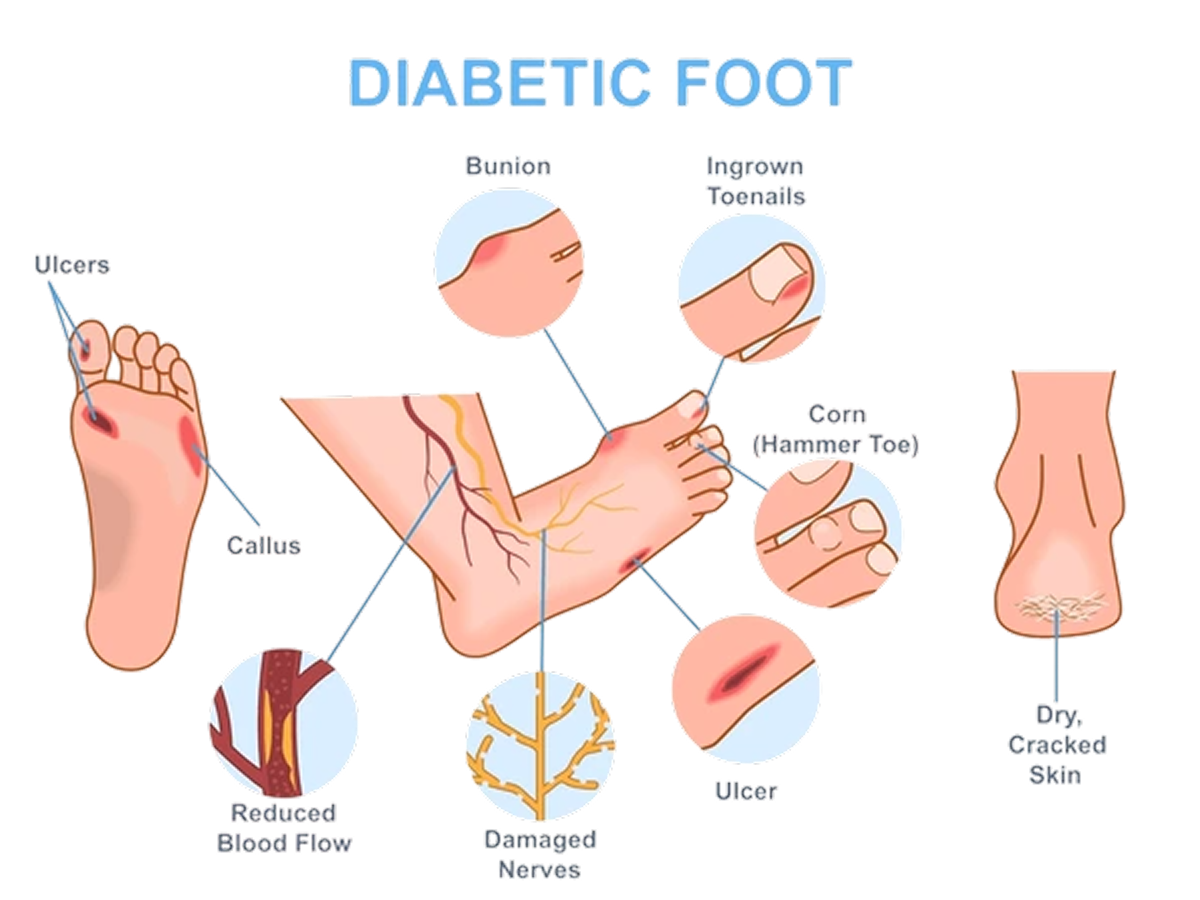 DIABETIC FOOT
Bunion
Ingrown
Toenails
Ulcers
Corn
(Hammer Toe)
Callus
Dry,
Cracked
Skin
Ulcer
Reduced
Blood Flow
Damaged
Nerves